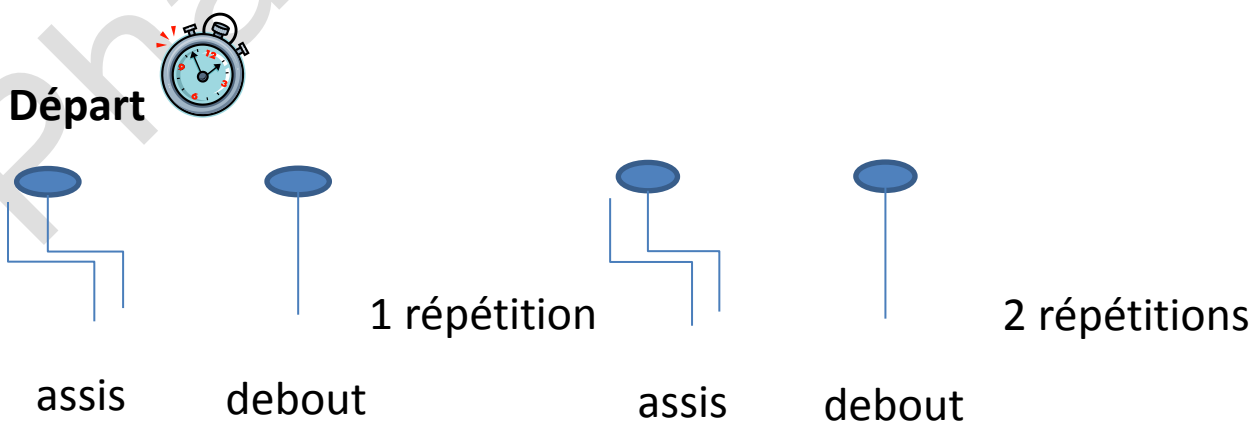 Départ
1 répétition
2 répétitions
assis
debout
assis
debout